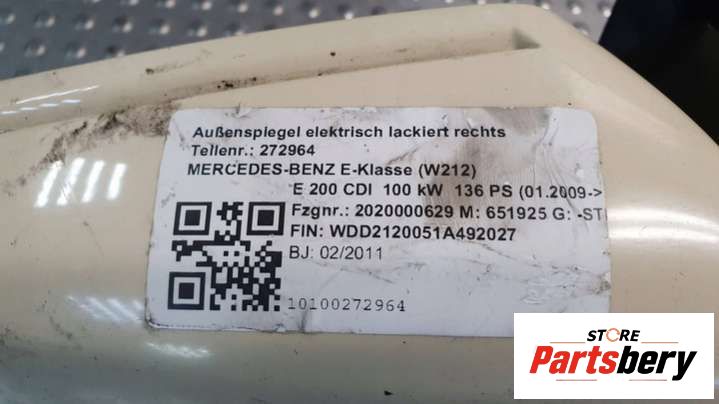 Außenspiegel elektrisch lackiert rechts
Teilenr.: 272964
MERCEDES-BENZ E-Klasse (W212)
E 200 CDI 100 kW 136 PS (01.2009->
Fzgnr.: 2020000629 M: 651925 G: -ST
FIN: WDD2120051A492027
BJ: 02/2011
10100272964
STORE
Partsbery